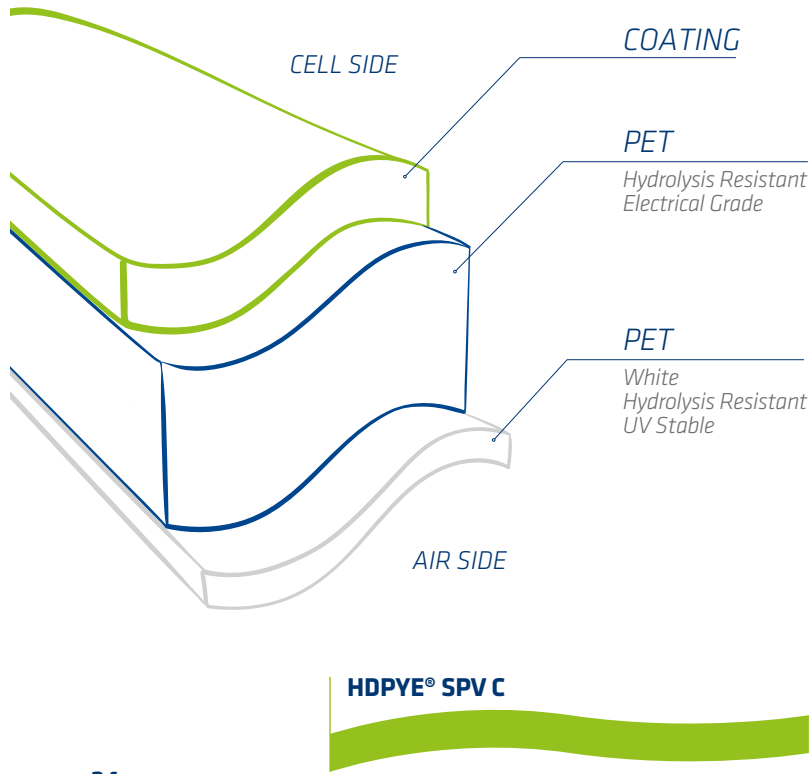 CELL SIDE
COATING
PET
Hydrolysis Resistant
Electrical Grade
PET
White
Hydrolysis Resistant
UV Stable
AIR SIDE
HDPYE® SPV C